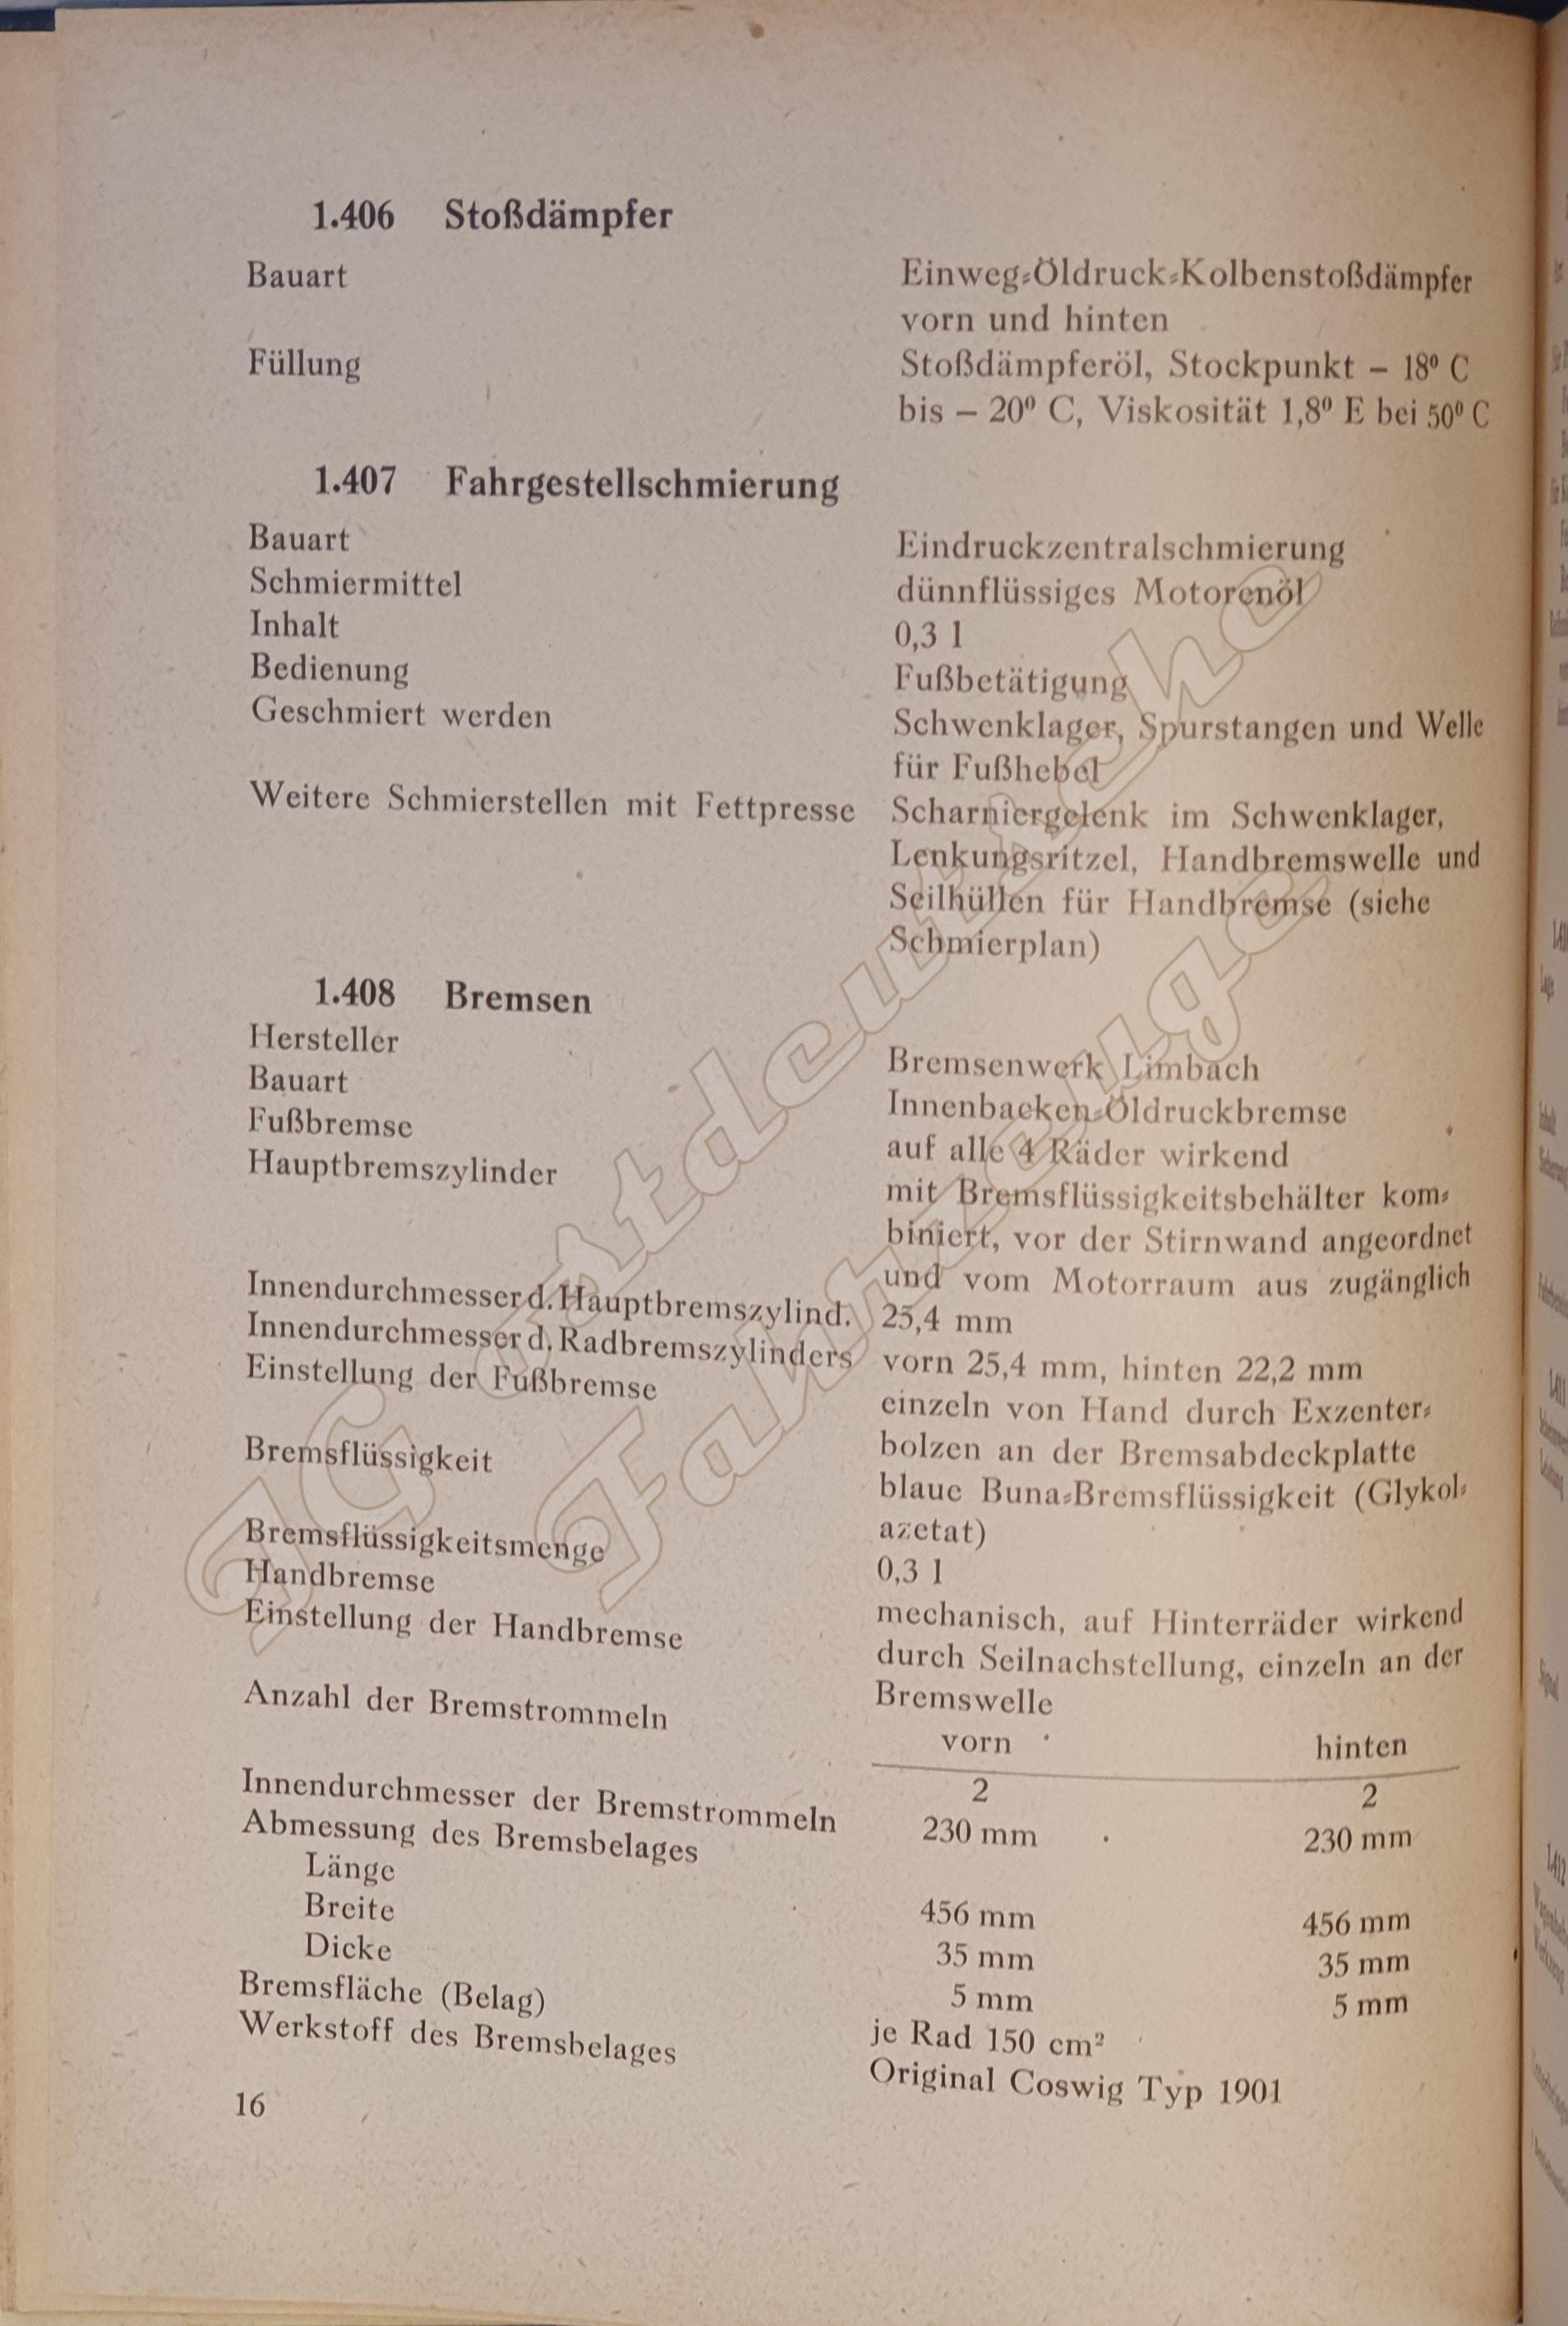 1.406 Stoßdämpfer
Bauart Einweg-Öldruck-Kolbenstoßdämpfer
vorn und hinten
Füllung Stoßdämpferöl, Stockpunkt – 18° C
bis – 20° C, Viskosität 1,8° E bei 50° C
1.407 Fahrgestellschmierung
Bauart Eindruckzentralschmierung
Schmiermittel dünnflüssiges Motorenöl
Inhalt 0,3 l
Bedienung Fußbetätigung
Geschmiert werden Schwenklager, Spurstangen und Welle
für Fußhebel
Weitere Schmierstellen mit Fettpresse Scharniergelenk im Schwenklager,
Lenkungsritzel, Handbremswelle und
Seilhüllen für Handbremse (siehe
Schmierplan)
1.408 Bremsen
Hersteller Bremsenwerk Limbach
Bauart Innenbacken-Öldruckbremse
Fußbremse auf alle 4 Räder wirkend
Hauptbremszylinder mit Bremsflüssigkeitsbehälter kom-
biniert, vor der Stirnwand angeordnet
und vom Motorraum aus zugänglich
Innendurchmesser d. Hauptbremszylind. 25,4 mm
Innendurchmesser d. Radbremszylinders vorn 25,4 mm, hinten 22,2 mm
Einstellung der Fußbremse einzeln von Hand durch Exzenter-
bolzen an der Bremsabdeckplatte
Bremsflüssigkeit blaue Buna-Bremsflüssigkeit (Glykol-
azetat)
Bremsflüssigkeitsmenge 0,3 l
Handbremse mechanisch, auf Hinterräder wirkend
Einstellung der Handbremse durch Seilnachstellung, einzeln an der
Bremswelle
vorn hinten
Anzahl der Bremstrommeln 2 2
Innendurchmesser der Bremstrommeln 230 mm 230 mm
Abmessung des Bremsbelages
Länge 456 mm 456 mm
Breite 35 mm 35 mm
Dicke 5 mm 5 mm
Bremsfläche (Belag) je Rad 150 cm²
Werkstoff des Bremsbelages Original Coswig Typ 1901
16